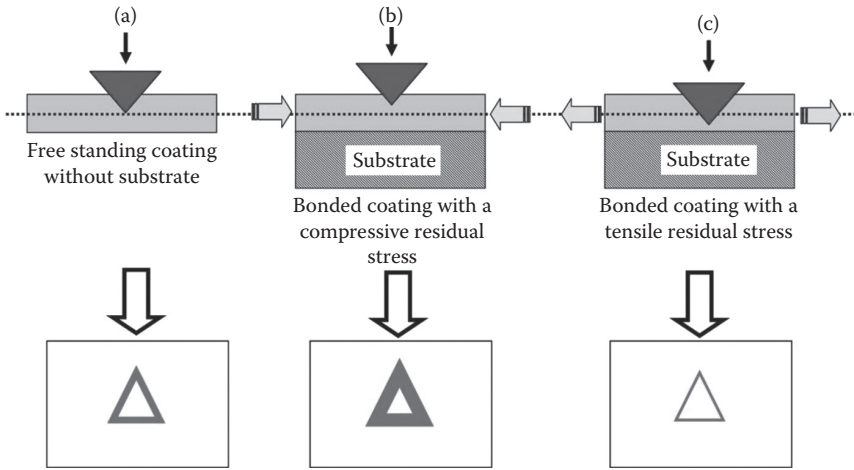 (a)
Free standing coating
without substrate
(b)
Substrate
Bonded coating with a
compressive residual
stress
(c)
Substrate
Bonded coating with a
tensile residual stress